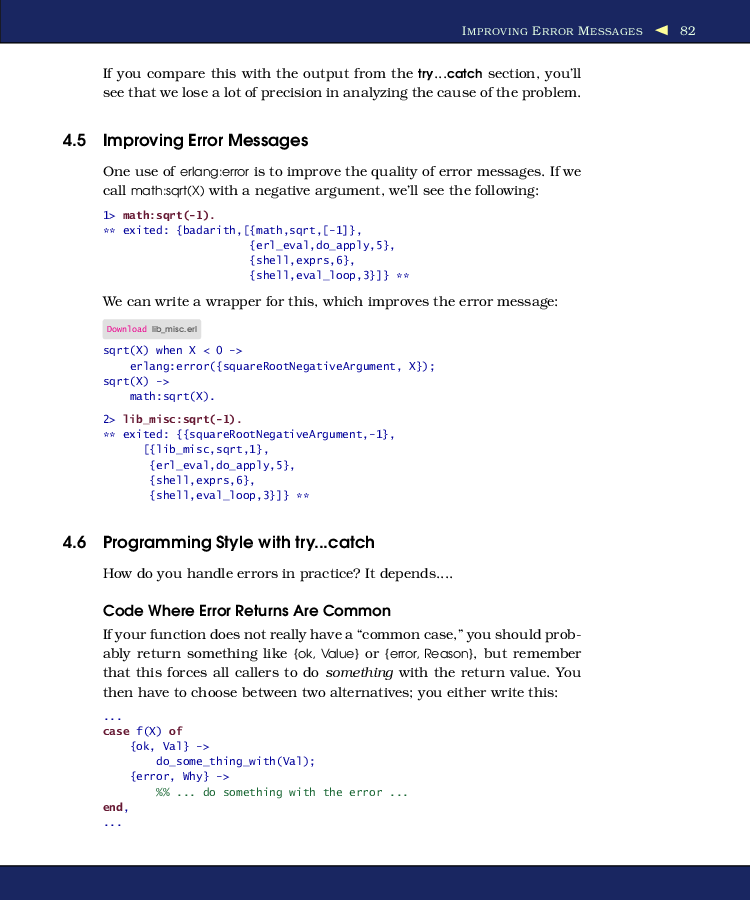 IMPROVING ERROR MESSAGES ◀ 82
If you compare this with the output from the try...catch section, you’ll
see that we lose a lot of precision in analyzing the cause of the problem.
4.5 Improving Error Messages
One use of erlang:error is to improve the quality of error messages. If we
call math:sqrt(X) with a negative argument, we’ll see the following:
1> math:sqrt(-1).
** exited: {badarith,[{math,sqrt,[-1]},
{erl_eval,do_apply,5},
{shell,exprs,6},
{shell,eval_loop,3}]} **
We can write a wrapper for this, which improves the error message:
Download lib_misc.erl
sqrt(X) when X < 0 ->
erlang:error({squareRootNegativeArgument, X});
sqrt(X) ->
math:sqrt(X).
2> lib_misc:sqrt(-1).
** exited: {{squareRootNegativeArgument,-1},
[{lib_misc,sqrt,1},
{erl_eval,do_apply,5},
{shell,exprs,6},
{shell,eval_loop,3}]} **
4.6 Programming Style with try...catch
How do you handle errors in practice? It depends....
Code Where Error Returns Are Common
If your function does not really have a “common case,” you should prob-
ably return something like {ok, Value} or {error, Reason}, but remember
that this forces all callers to do something with the return value. You
then have to choose between two alternatives; you either write this:
...
case f(X) of
{ok, Val} ->
do_some_thing_with(Val);
{error, Why} ->
%% ... do something with the error ...
end,
...